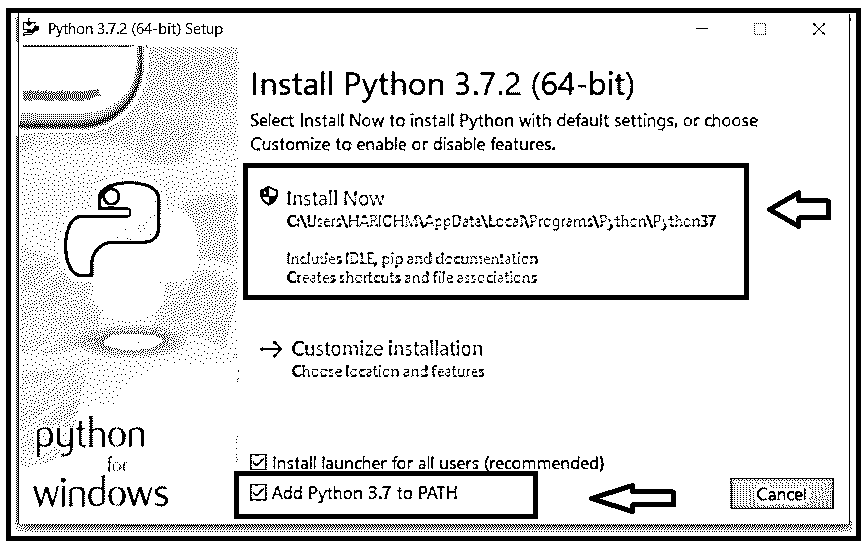 Python 3.7.2 (64-bit) Setup
Install Python 3.7.2 (64-bit)
Select Install Now to install Python with default settings, or choose
Customize to enable or disable features.
Install Now
C:\Users\HARICHM\AppData\Local\Programs\Python\Python37
Includes IDLE, pip and documentation
Creates shortcuts and file associations
Customize installation
Choose location and features
python
for
windows
Install launcher for all users (recommended)
Add Python 3.7 to PATH
Cancel